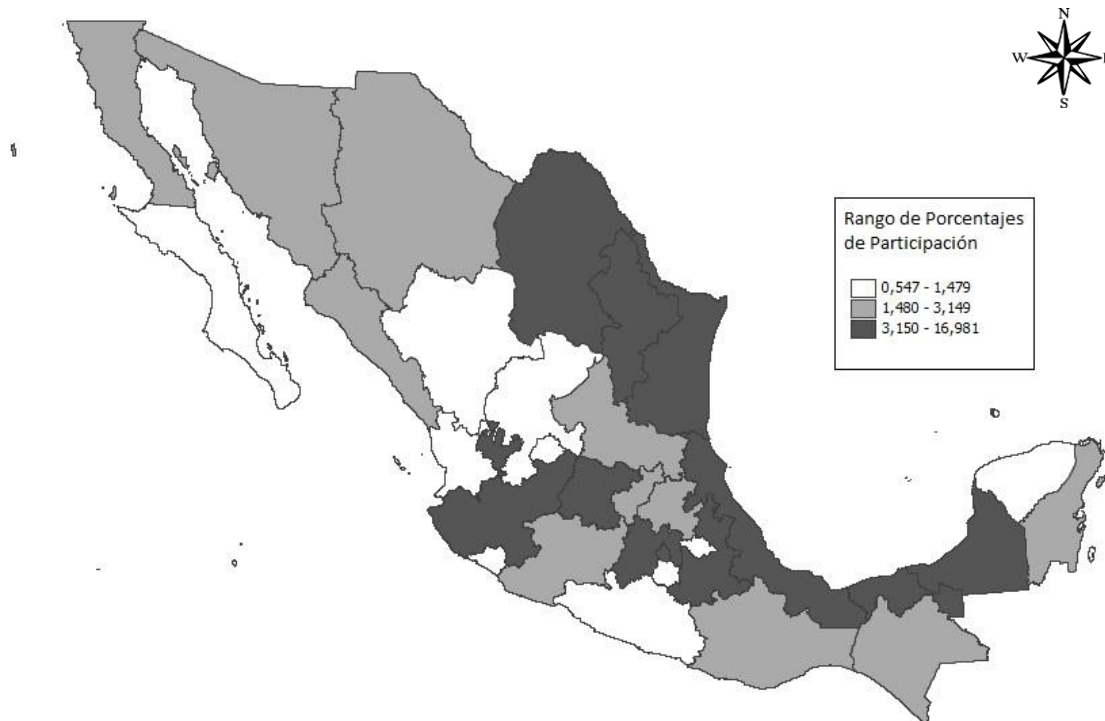 N
W
S
Rango de Porcentajes
de Participación
0,547 - 1,479
1,480 - 3,149
3,150 - 16,981